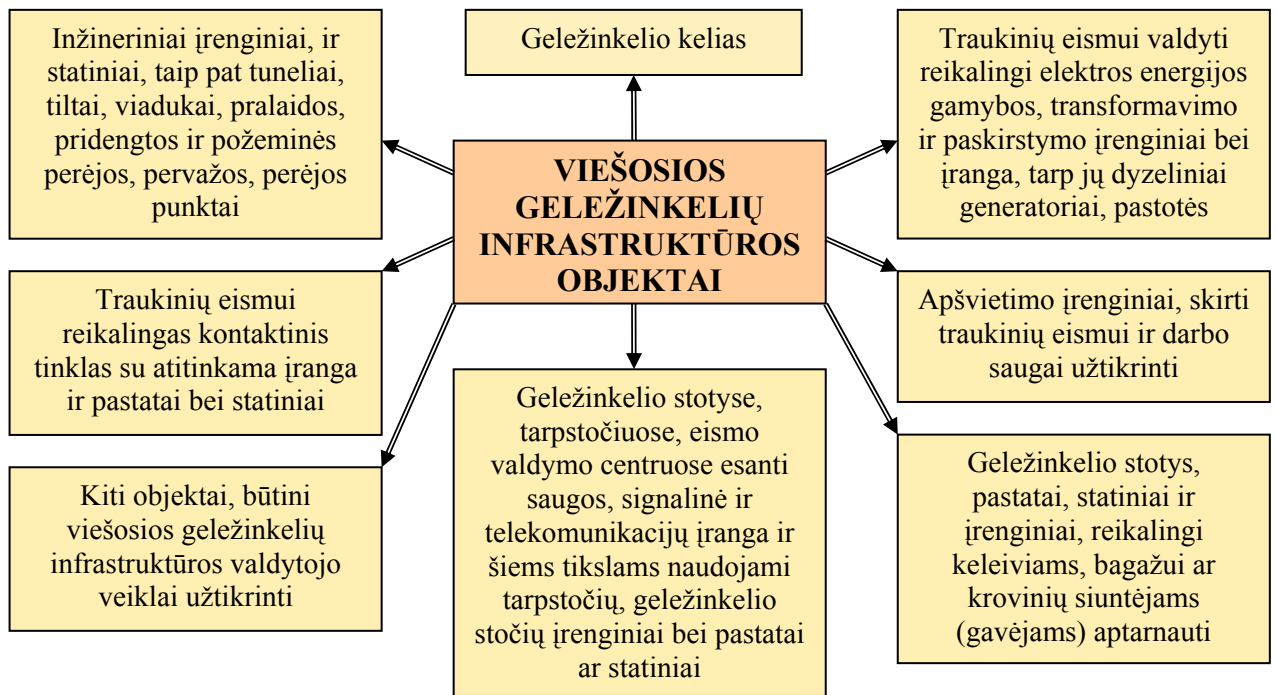 Inžineriniai įrenginiai, ir
statiniai, taip pat tuneliai,
tiltai, viadukai, pralaidos,
pridengtos ir požeminės
perėjos, pervažos, perėjos
punktai
Geležinkelio kelias
Traukinių eismui valdyti
reikalingi elektros energijos
gamybos, transformavimo
ir paskirstymo įrenginiai bei
įranga, tarp jų dyzeliniai
generatoriai, pastotės
VIEŠOSIOS
GELEŽINKELIŲ
INFRASTRUKTŪROS
OBJEKTAI
Traukinių eismui
reikalingas kontaktinis
tinklas su atitinkama įranga
ir pastatai bei statiniai
Apšvietimo įrenginiai, skirti
traukinių eismui ir darbo
saugai užtikrinti
Kiti objektai, būtini
viešosios geležinkelių
infrastruktūros valdytojo
veiklai užtikrinti
Geležinkelio stotyse,
tarpstočiuose, eismo
valdymo centruose esanti
saugos, signalinė ir
telekomunikacijų įranga ir
šiems tikslams naudojami
tarpstočių, geležinkelio
stočių įrenginiai bei pastatai
ar statiniai
Geležinkelio stotys,
pastatai, statiniai ir
įrenginiai, reikalingi
keleiviams, bagažui ar
krovinių siuntėjams
(gavėjams) aptarnauti